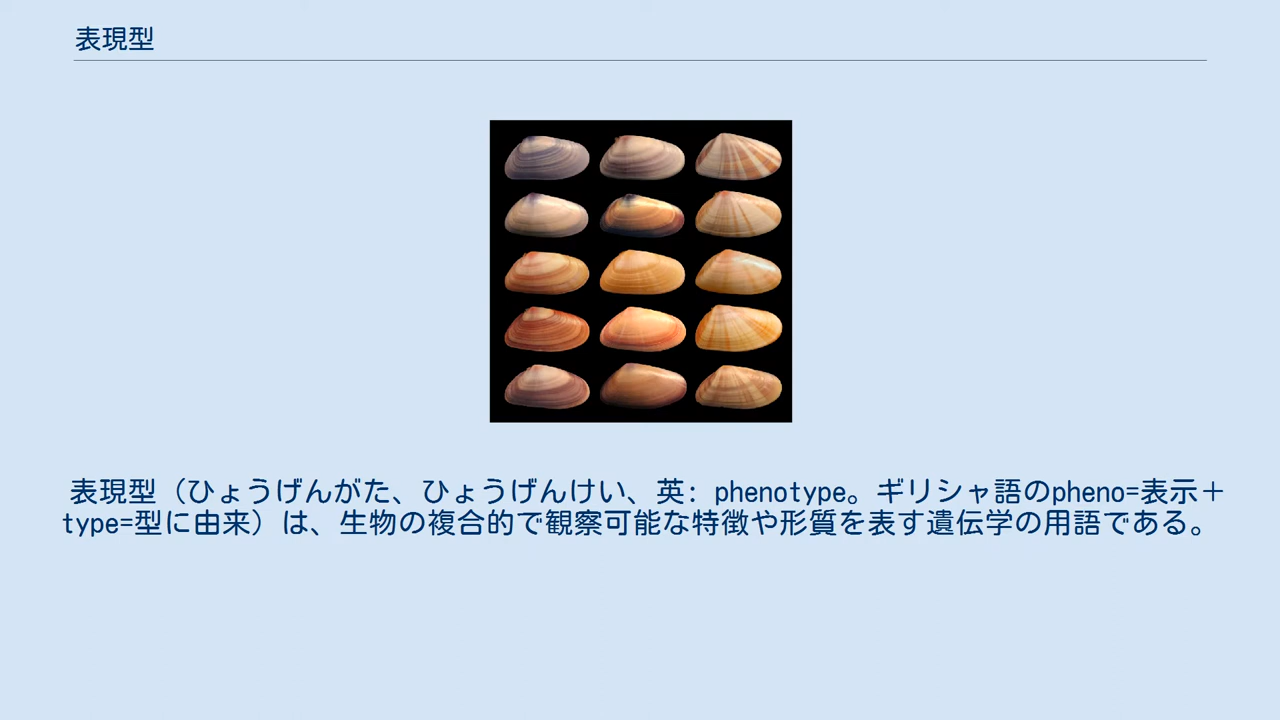 表現型
表現型（ひょうげんがた、ひょうげんけい、英: phenotype。ギリシャ語のpheno=表示＋
type=型に由来）は、生物の複合的で観察可能な特徴や形質を表す遺伝学の用語である。